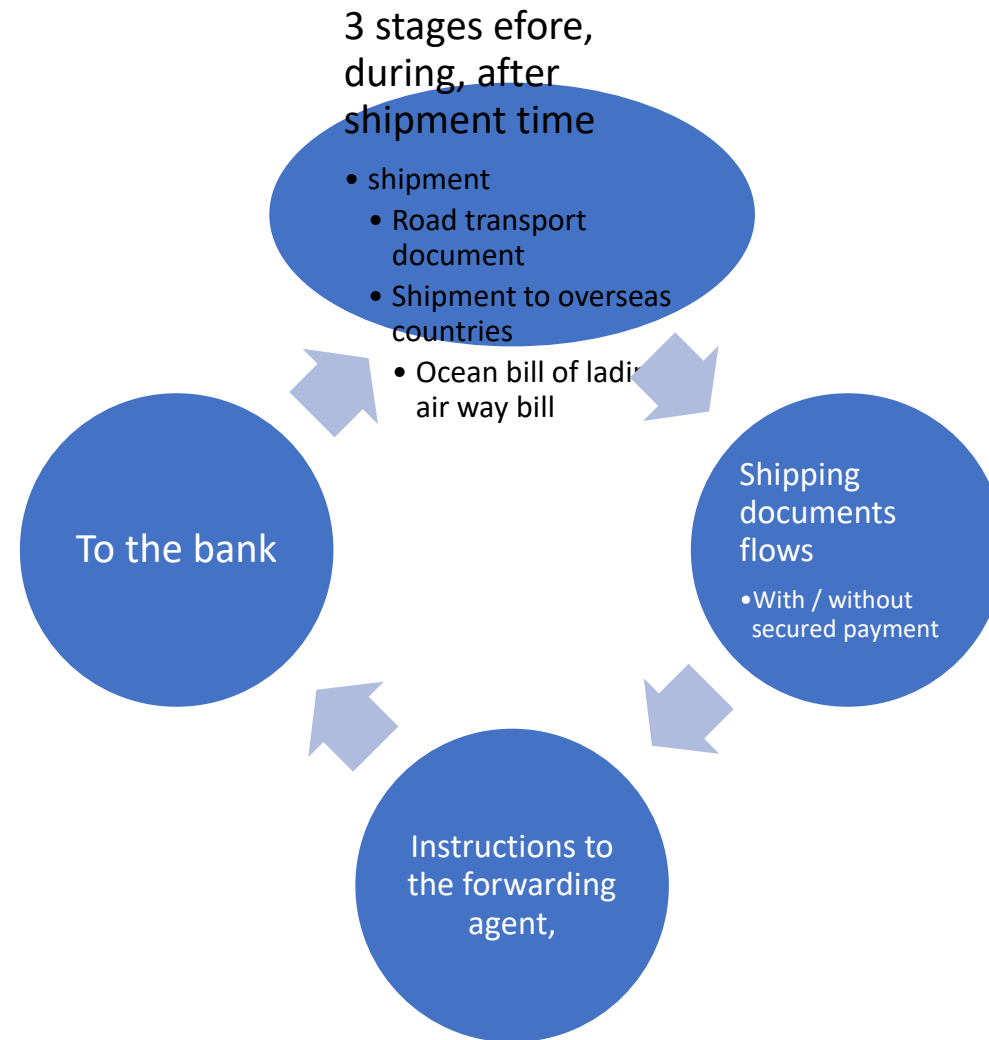 3 stages efore,
during, after
shipment time
• shipment
• Road transport
document
• Shipment to overseas
countries
• Ocean bill of ladin
air way bill
Shipping
documents
flows
•With / without
secured payment
Instructions to
the forwarding
agent,
To the bank